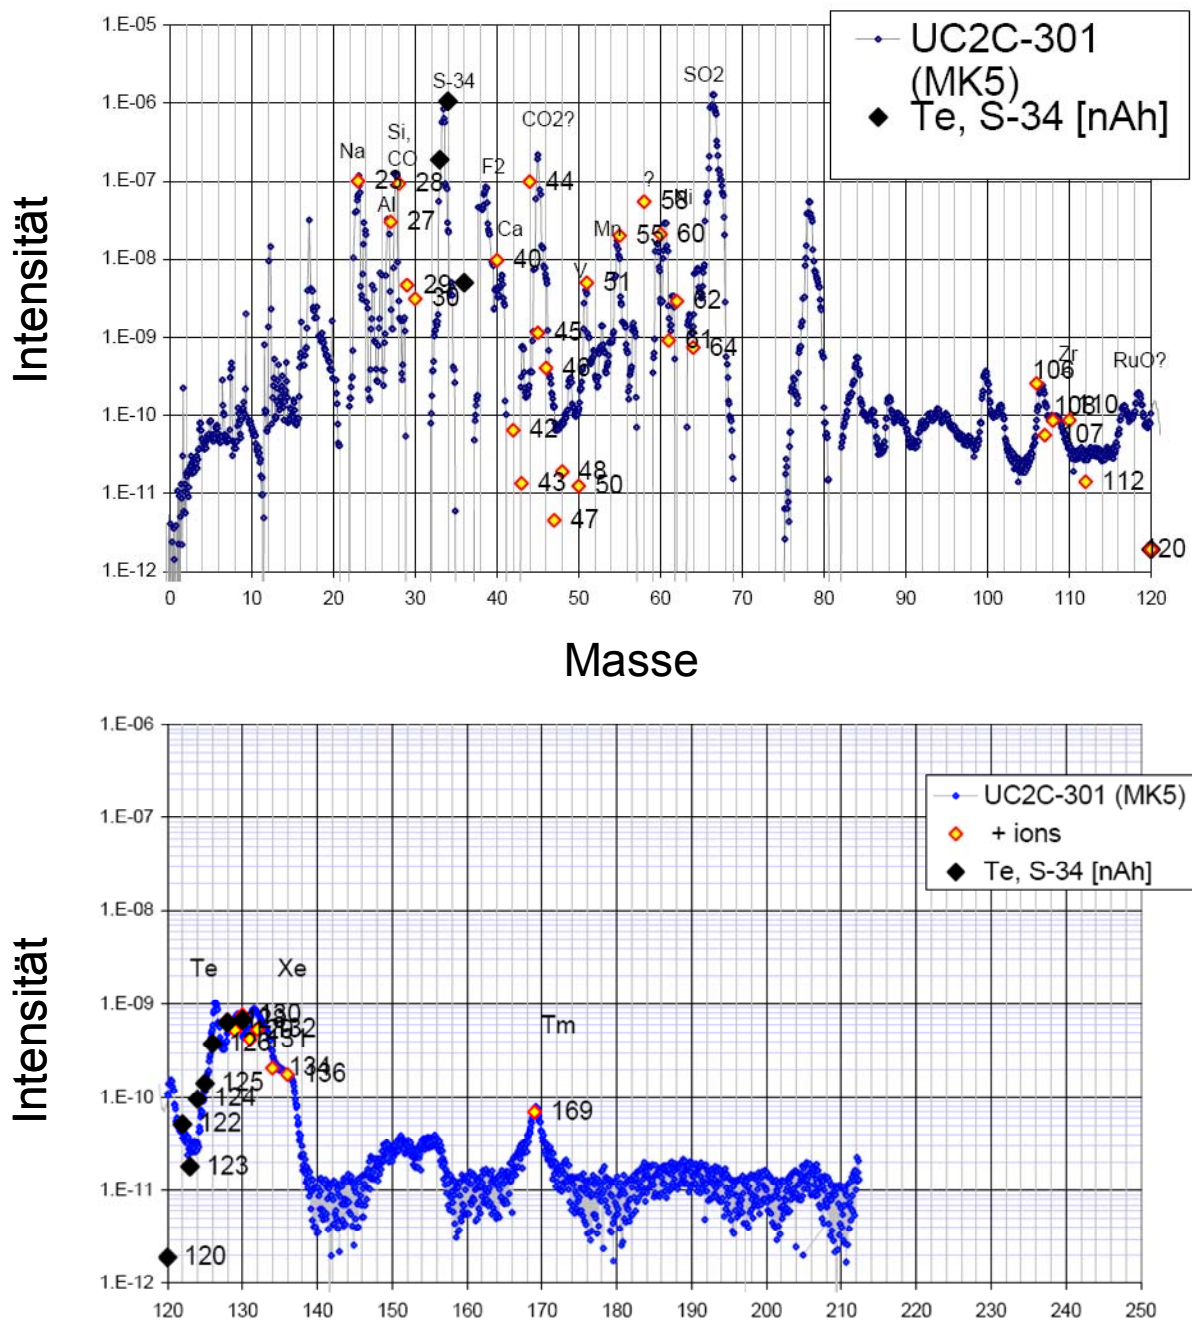 1.E-05
UC2C-301
(MK5)
Te, S-34 [nAh]
1.E-06
S-34
SO2
CO2?
Si,
CO
Na
F2
1.E-07
23
28
44
?
58
Ni
Al
27
Ca
Mn
55
60
1.E-08
40
V
51
29
30
62
1.E-09
45
61
64
46
Zr
106
RuO?
1.E-10
42
108
110
107
48
43
50
112
1.E-11
47
120
1.E-12
0 10 20 30 40 50 60 70 80 90 100 110 120
Intensität
Masse
1.E-06
UC2C-301 (MK5)
+ ions
Te, S-34 [nAh]
1.E-07
1.E-08
Te
Xe
1.E-09
130
132
Tm
126
131
134
136
125
1.E-10
124
169
122
123
1.E-11
120
1.E-12
120 130 140 150 160 170 180 190 200 210 220 230 240 250
Intensität